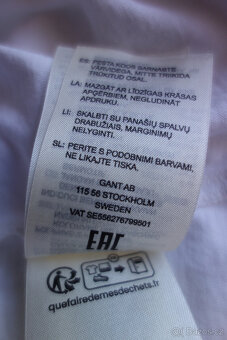 ES: PESTA KOOS SARNASTE
VÄRVIDEGA, MITTE TRIIKIDA
TRÜKITUD OSAL.
LA: MAZGĀT AR LĪDZĪGAS KRĀSAS
APĢĒRBIEM, NEGLUDINĀT
APDRUKU.
LI: SKALBTI SU PANAŠIŲ SPALVŲ
DRABUŽIAIS, MARGINIMŲ
NELYGINTI.
SL: PERITE S PODOBNIMI BARVAMI,
NE LIKAJTE TISKA.
GANT AB
115 56 STOCKHOLM
SWEDEN
VAT SE556276799501
EAC
quefairedemesdechets.fr